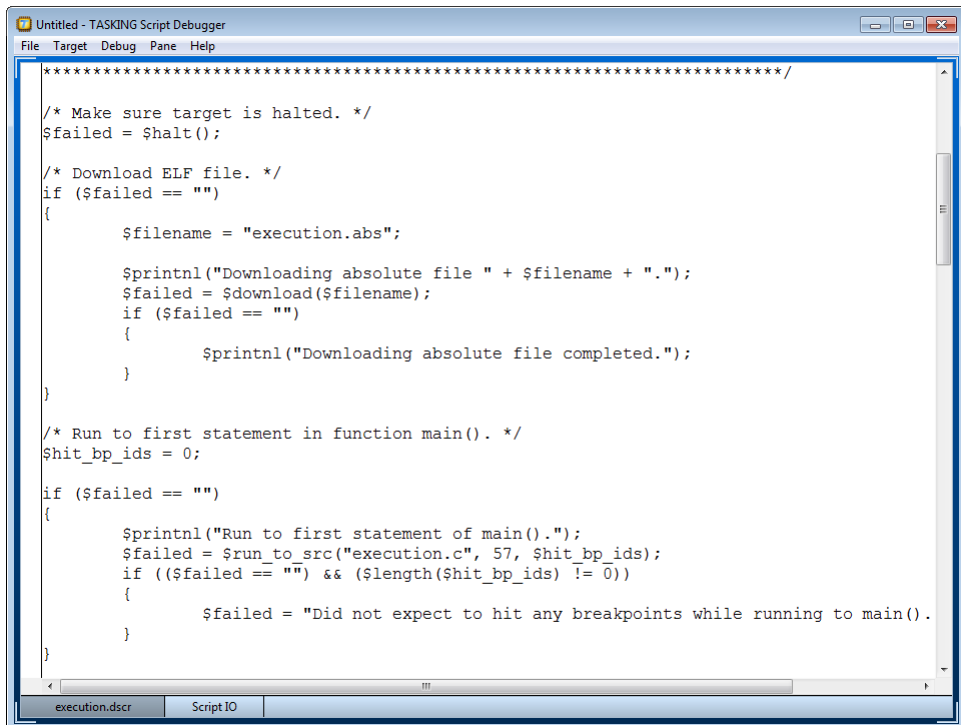 Untitled - TASKING Script Debugger
File Target Debug Pane Help
**************************************************************************/
/* Make sure target is halted. */
$failed = $halt();
/* Download ELF file. */
if ($failed == "")
{
$filename = "execution.abs";
$printnl("Downloading absolute file " + $filename + ".");
$failed = $download($filename);
if ($failed == "")
{
$printnl("Downloading absolute file completed.");
}
}
/* Run to first statement in function main(). */
$hit_bp_ids = 0;
if ($failed == "")
{
$printnl("Run to first statement of main().");
$failed = $run_to_src("execution.c", 57, $hit_bp_ids);
if (($failed == "") && ($length($hit_bp_ids) != 0))
{
$failed = "Did not expect to hit any breakpoints while running to main().
}
}
execution.dscr Script IO